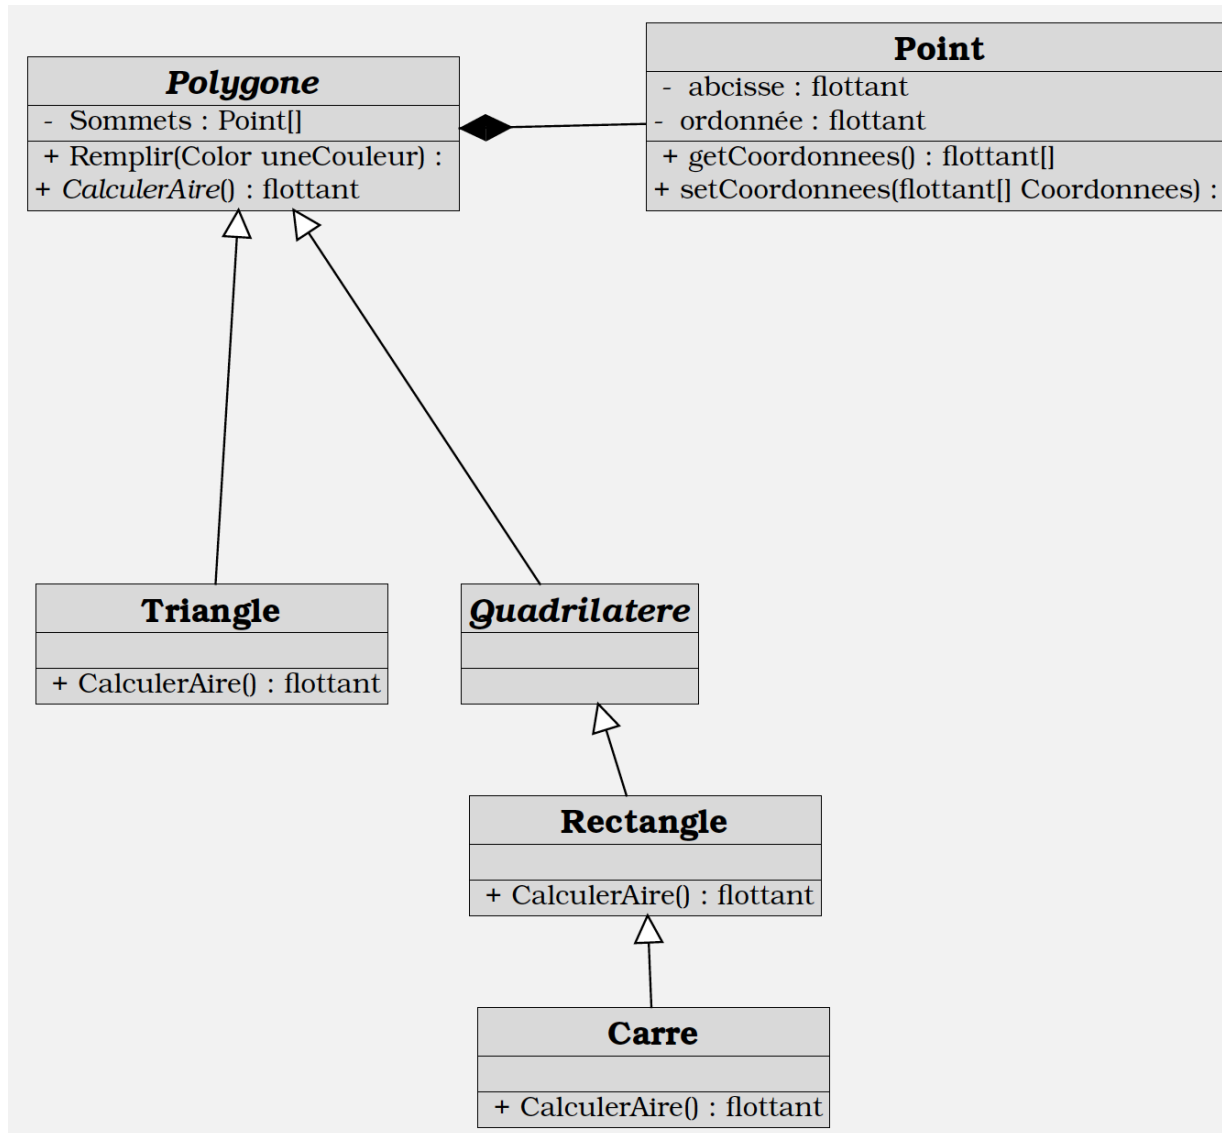 Polygone
- Sommets : Point[]
+ Remplir(Color uneCouleur) :
+ CalculerAire() : flottant
Point
- abcisse : flottant
- ordonnée : flottant
+ getCoordonnees() : flottant[]
+ setCoordonnees(flottant[] Coordonnees) :
Triangle
+ CalculerAire() : flottant
Quadrilatere
Rectangle
+ CalculerAire() : flottant
Carre
+ CalculerAire() : flottant